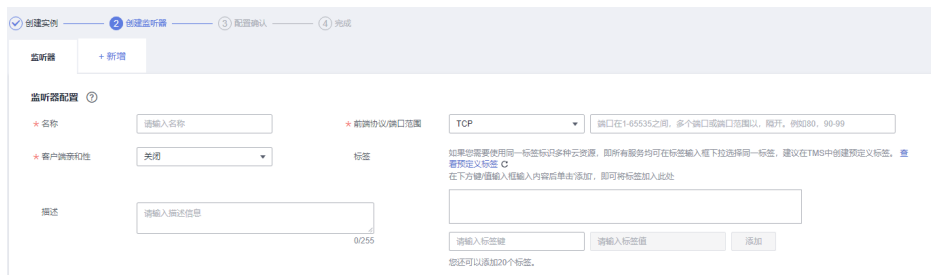 创建实例 2 创建监听器 3 配置确认 4 完成
监听器 +新增
监听器配置 ?
* 名称 请输入名称 * 前端协议/端口范围 TCP 端口在1-65535之间，多个端口或端口范围以，隔开。例如80，90-99
* 客户端亲和性 关闭 标签 如果您需要使用同一标签标识多种云资源，即所有服务均可在标签输入框下拉选择同一标签，建议在TMS中创建预定义标签。 查
看预定义标签
在下方键/值输入框输入内容后单击'添加'，即可将标签加入此处
描述 请输入描述信息
0/255
请输入标签键 请输入标签值 添加
您还可以添加20个标签。